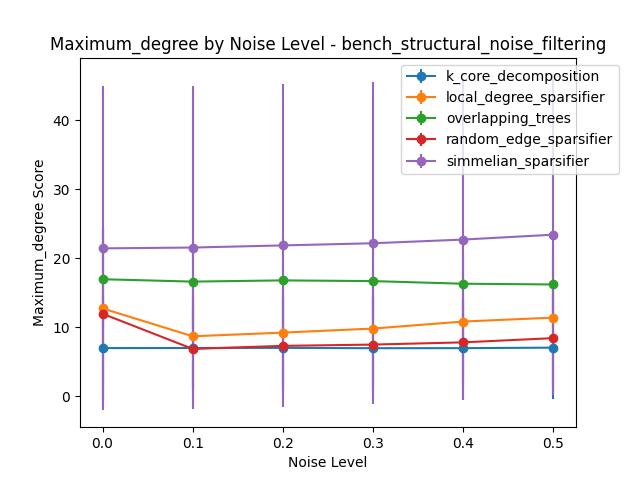 Maximum_degree by Noise Level - bench_structural_noise_filtering
k_core_decomposition
local_degree_sparsifier
overlapping_trees
random_edge_sparsifier
simmelian_sparsifier
Maximum_degree Score
40
30
20
10
0
0.0 0.1 0.2 0.3 0.4 0.5
Noise Level